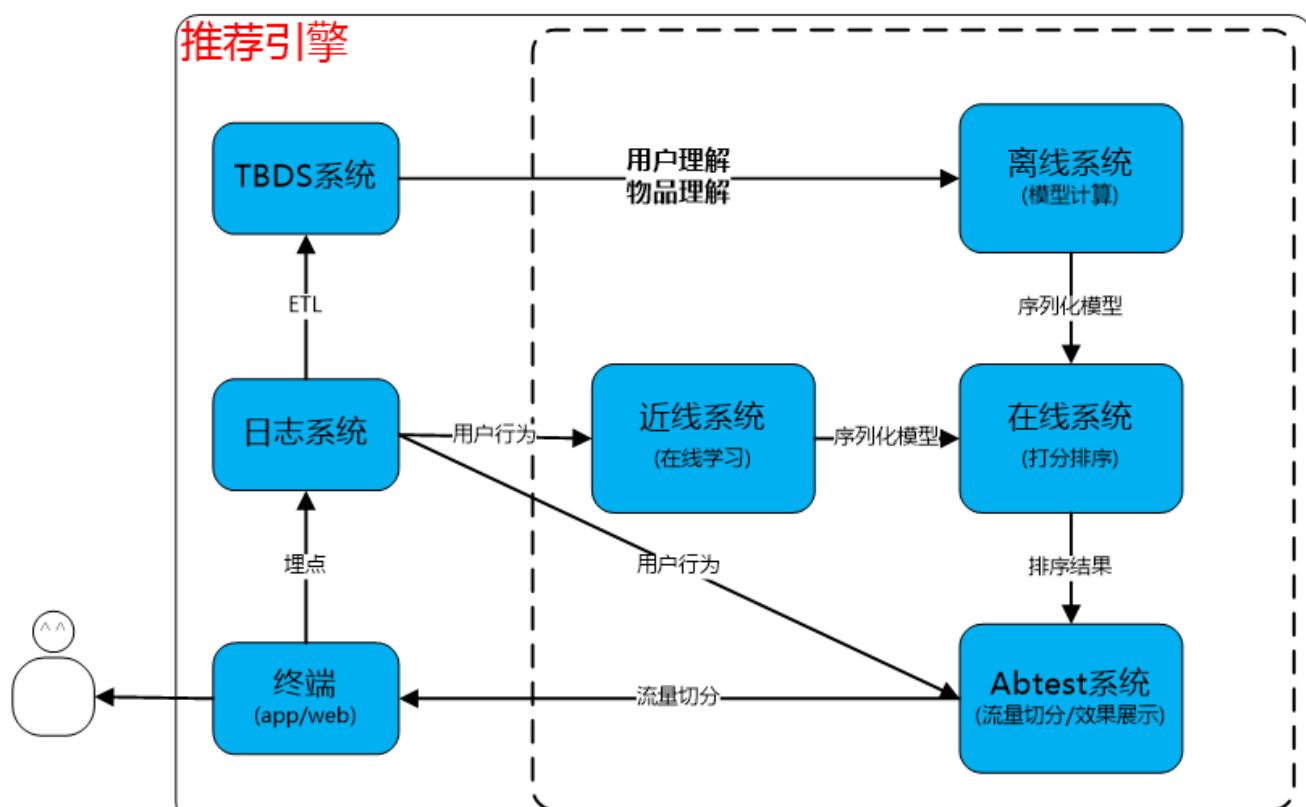 推荐引擎
TBDS系统
用户理解
物品理解
离线系统
(模型计算)
ETL
序列化模型
日志系统
用户行为
近线系统
(在线学习)
序列化模型
在线系统
(打分排序)
埋点
用户行为
排序结果
^ ^
终端
(app/web)
流量切分
Abtest系统
(流量切分/效果展示)